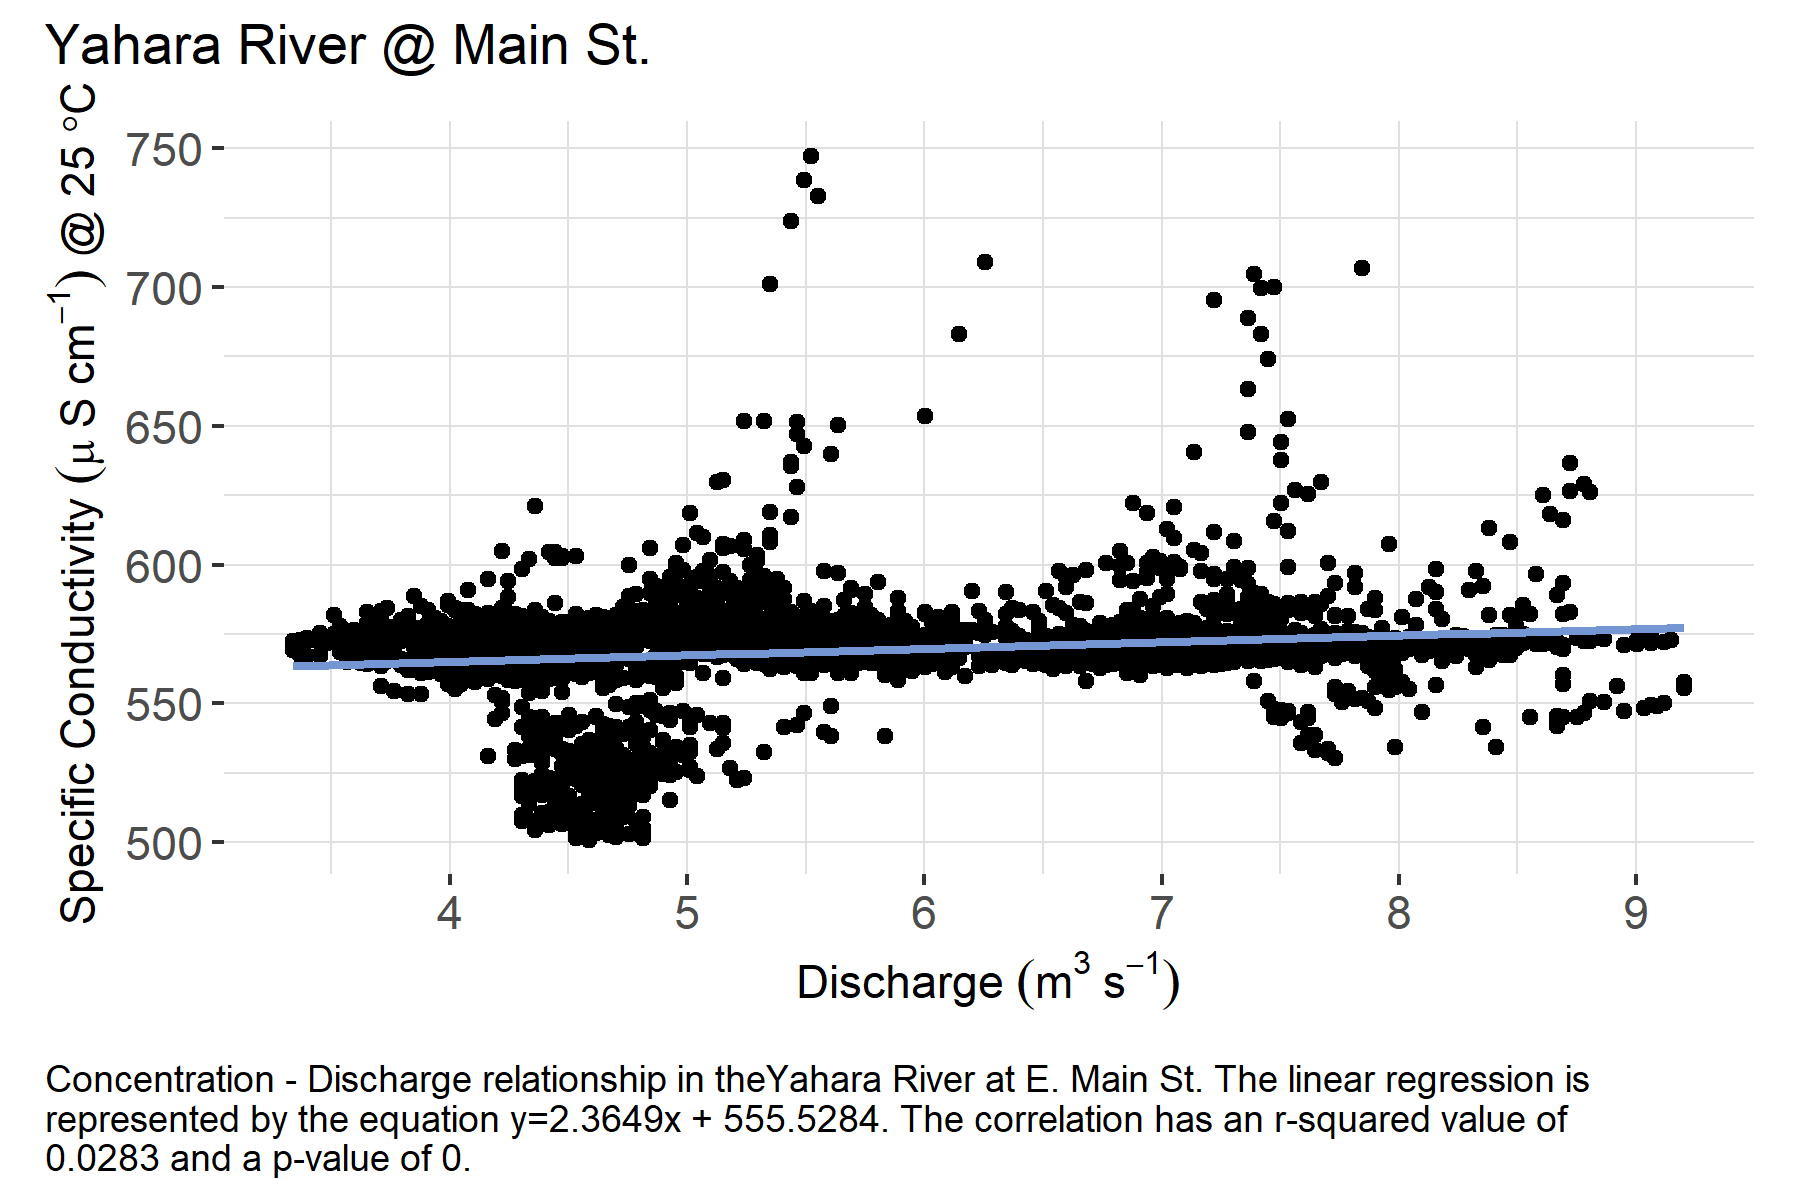 Yahara River @ Main St.
Specific Conductivity (μ S cm⁻¹) @ 25 °C
750
700
650
600
550
500
4 5 6 7 8 9
Discharge (m³ s⁻¹)
Concentration - Discharge relationship in theYahara River at E. Main St. The linear regression is
represented by the equation y=2.3649x + 555.5284. The correlation has an r-squared value of
0.0283 and a p-value of 0.